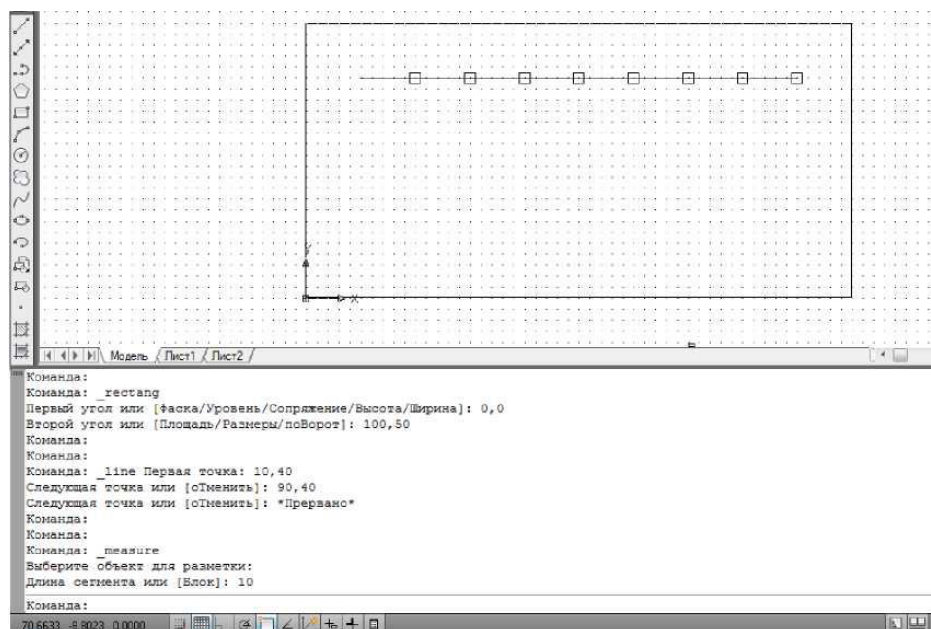 Y
X
Модель / Лист1 / Лист2 /
Команда:
Команда: _rectang
Первый угол или [Фаска/Уровень/Сопряжение/Высота/Ширина]: 0,0
Второй угол или [Площадь/Размеры/поВорот]: 100,50
Команда:
Команда:
Команда: _line Первая точка: 10,40
Следующая точка или [оТменить]: 90,40
Следующая точка или [оТменить]: *Прервано*
Команда:
Команда:
Команда: _measure
Выберите объект для разметки:
Длина сегмента или [Блок]: 10
Команда:
70.6633, -8.8023, 0.0000